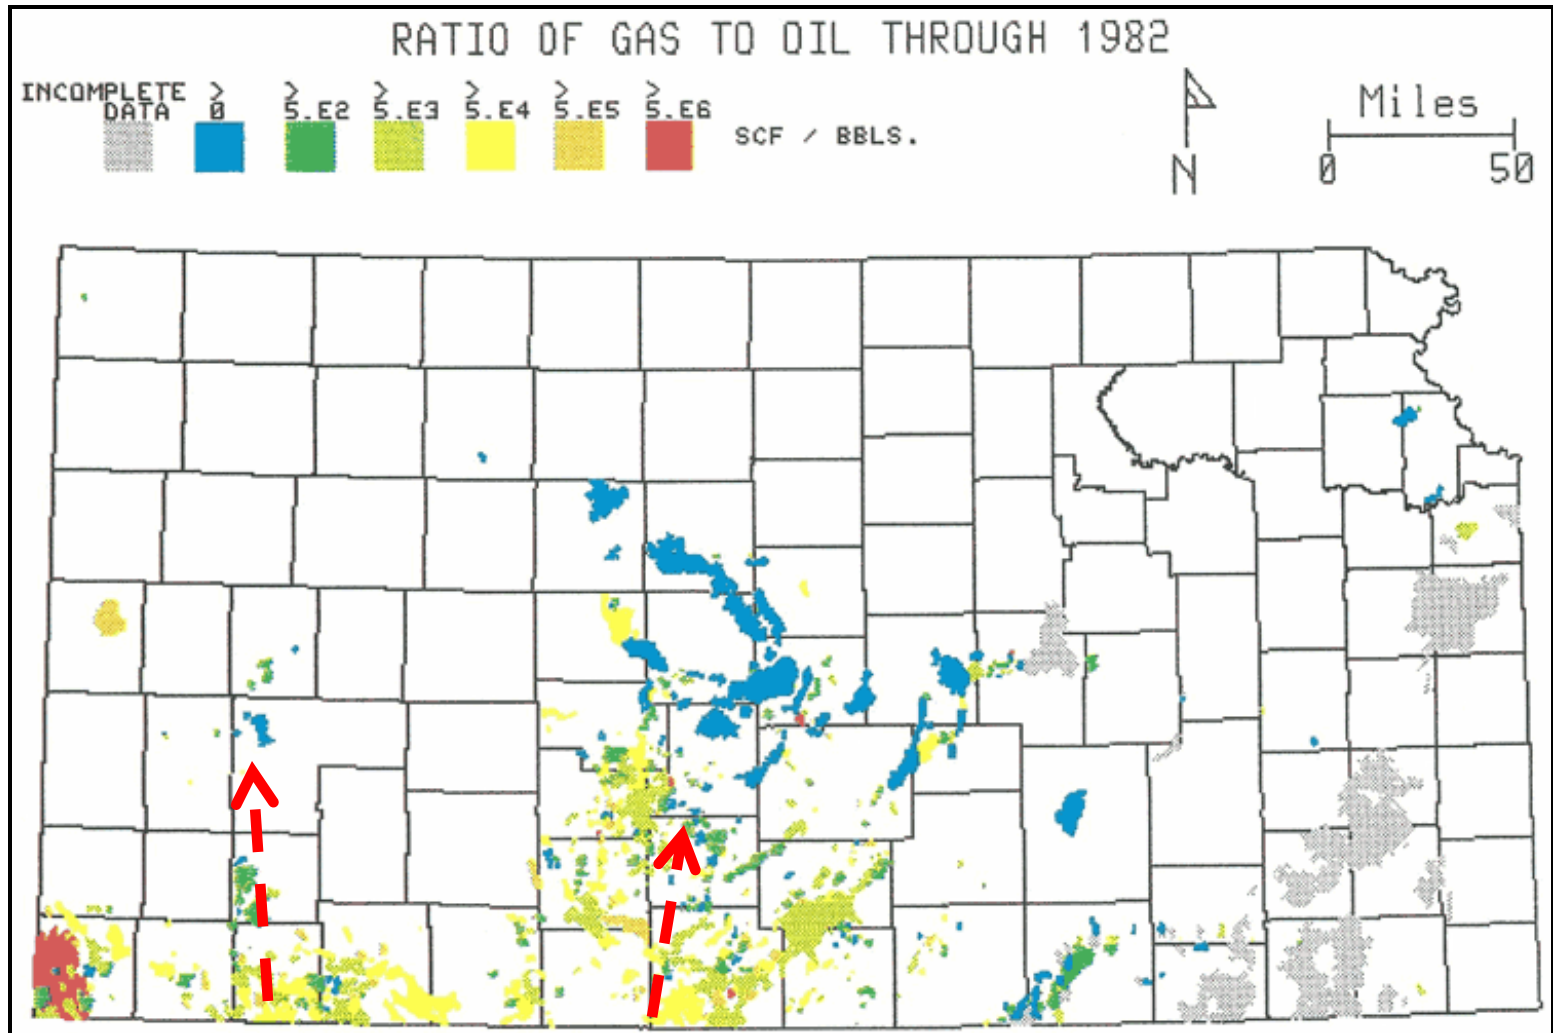 RATIO OF GAS TO OIL THROUGH 1982
INCOMPLETE DATA
> 0
> 5.E2
> 5.E3
> 5.E4
> 5.E5
> 5.E6
SCF / BBLS.
N
Miles
0 50